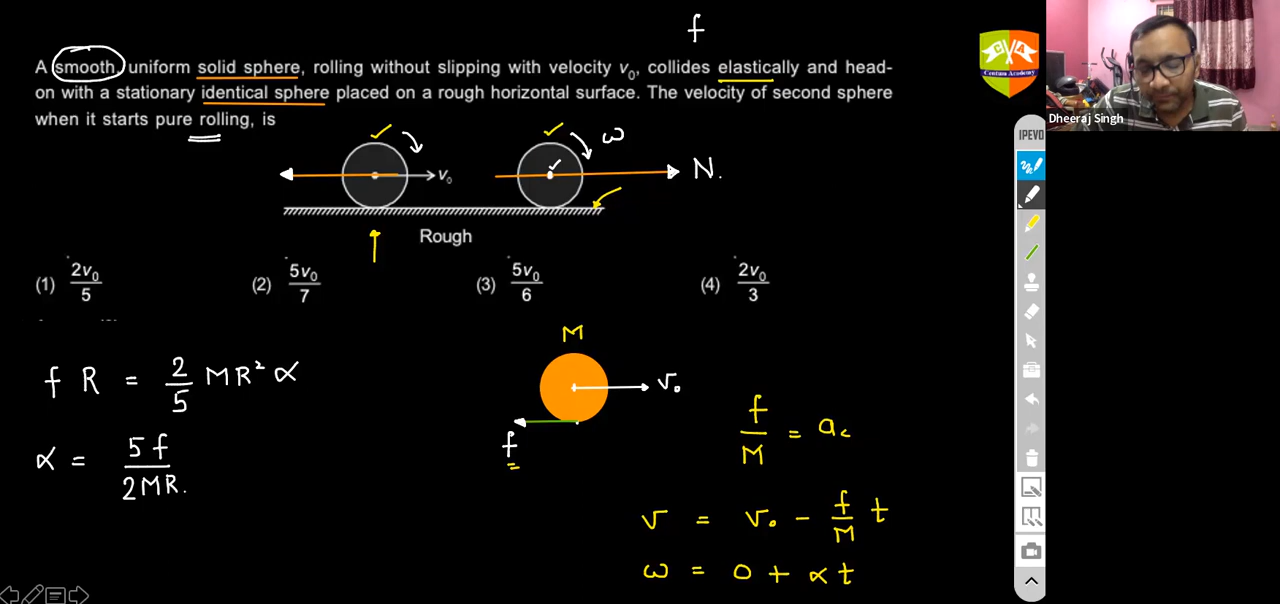 f
A smooth, uniform solid sphere, rolling without slipping with velocity v₀, collides elastically and head-
on with a stationary identical sphere placed on a rough horizontal surface. The velocity of second sphere
when it starts pure rolling, is
ω
v₀
N.
Rough
(1) 2v₀/5 (2) 5v₀/7 (3) 5v₀/6 (4) 2v₀/3
M
f R = 2/5 MR² α
v₀
f
f/M = a꜀
α = 5f/2MR.
v = v₀ - f/M t
ω = 0 + αt
CA
Centum Academy
Dheeraj Singh
IPEVO